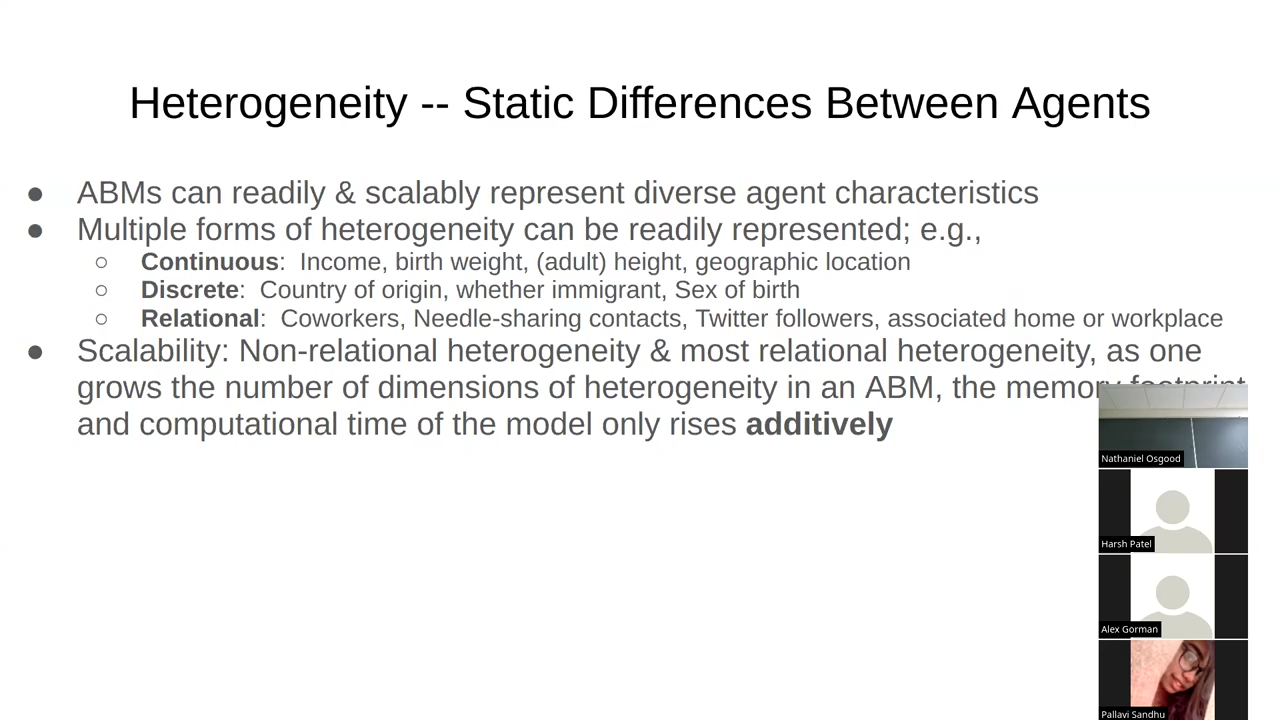 Heterogeneity -- Static Differences Between Agents
● ABMs can readily & scalably represent diverse agent characteristics
● Multiple forms of heterogeneity can be readily represented; e.g.,
○ Continuous: Income, birth weight, (adult) height, geographic location
○ Discrete: Country of origin, whether immigrant, Sex of birth
○ Relational: Coworkers, Needle-sharing contacts, Twitter followers, associated home or workplace
● Scalability: Non-relational heterogeneity & most relational heterogeneity, as one
grows the number of dimensions of heterogeneity in an ABM, the memory footprint
and computational time of the model only rises additively
Nathaniel Osgood
Harsh Patel
Alex Gorman
Pallavi Sandhu